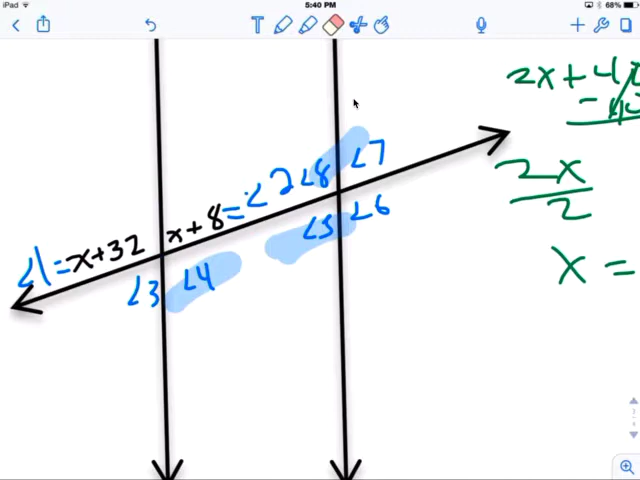 iPad
5:40 PM
68%
T
2x+4
-40
<7
<2 <8
2x
2
∠1=x+32
x+8=
<5 <6
<3 <4
x=